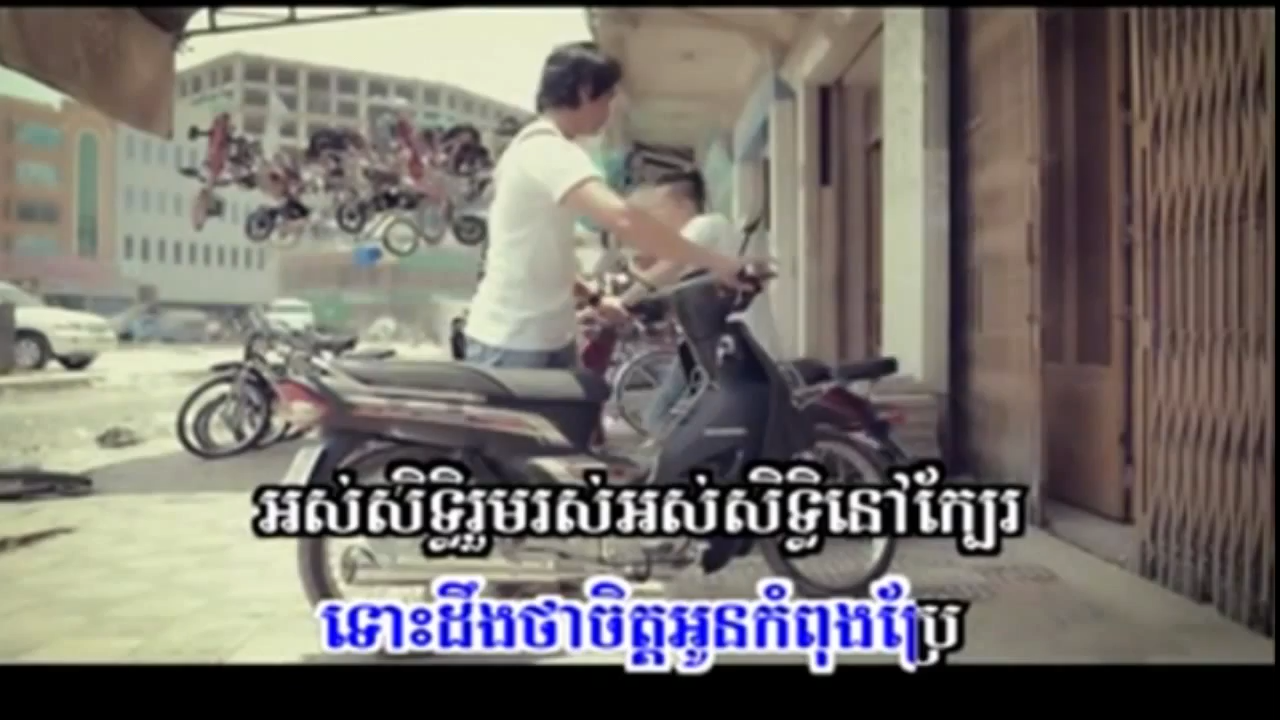 អស់សិទ្ធិរួមរស់អស់សិទ្ធិនៅក្បែរ
ទោះដឹងថាចិត្តអូនកំពុងប្រែ